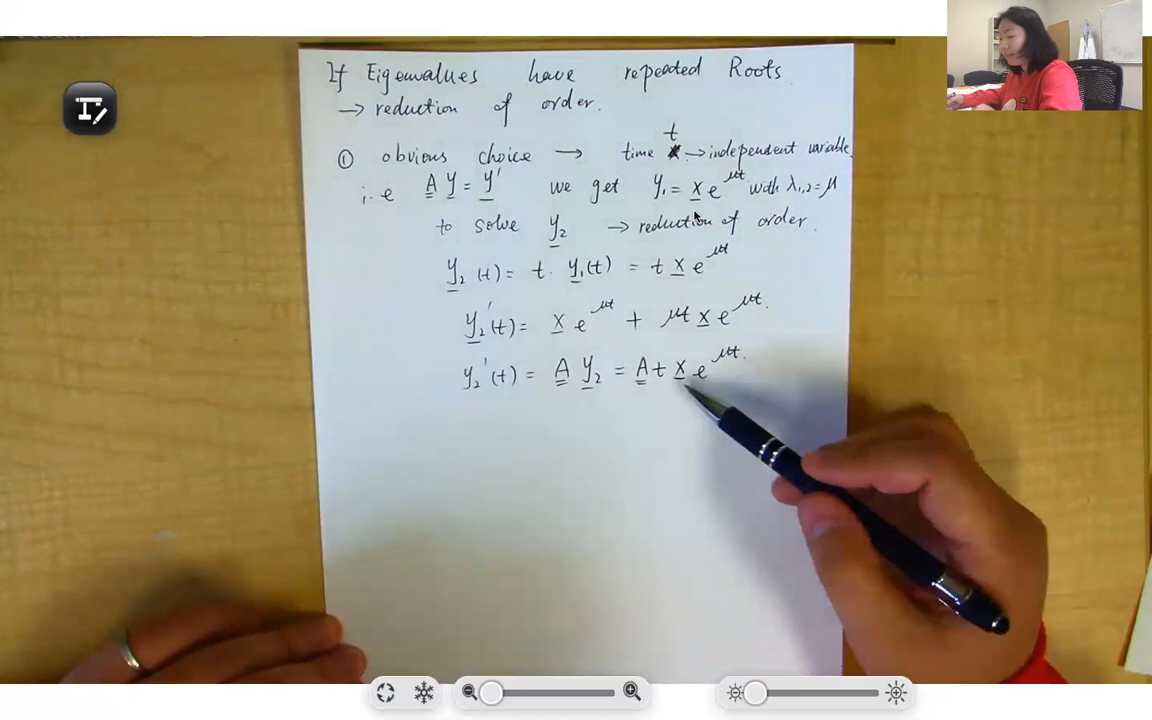 If Eigenvalues have repeated Roots
→ reduction of order.
t
① obvious choice → time → independent variable.
i.e A y = y' we get y₁ = x e^μt with λ₁,₂ = μ
to solve y₂ → reduction of order.
y₂(t) = t · y₁(t) = t x e^μt
y₂'(t) = x e^μt + μt x e^μt.
y₂'(t) = A y₂ = A t x e^μt.